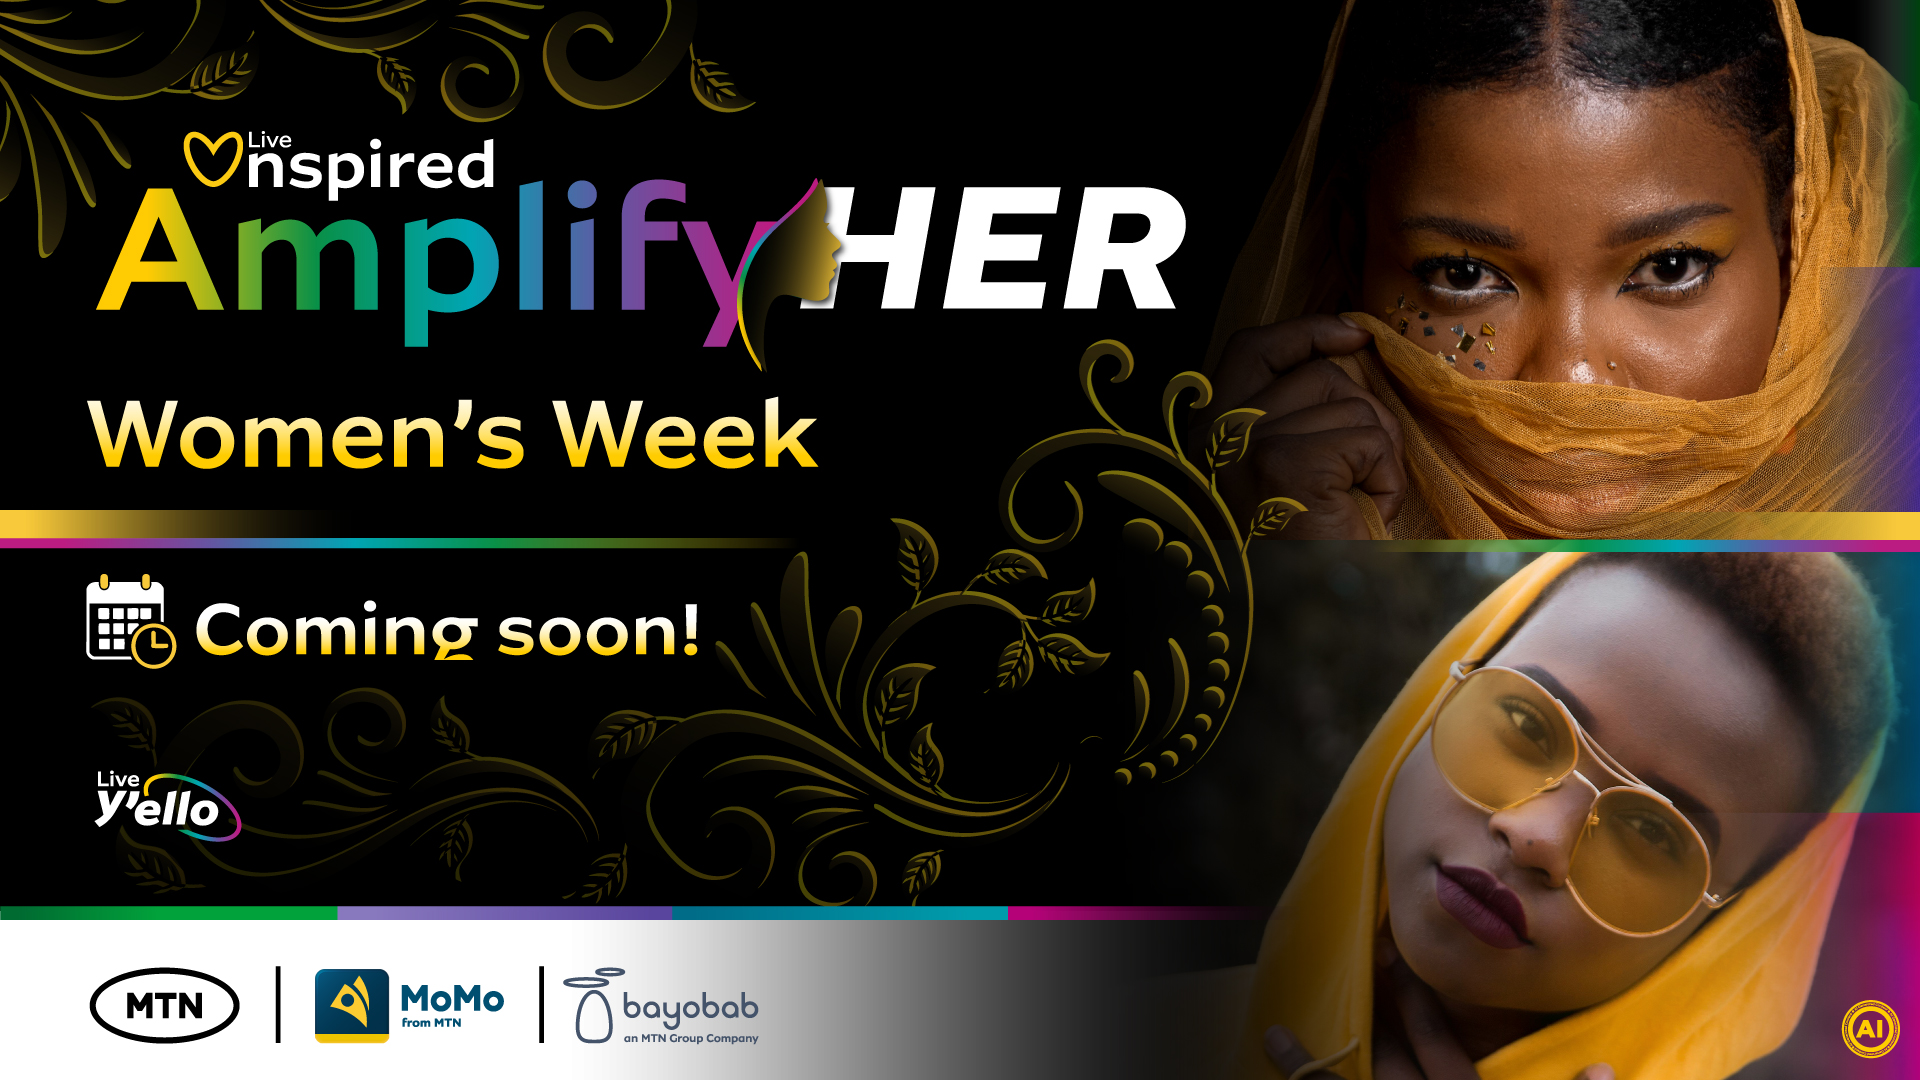 Live
nspired
AmplifyHER
Women's Week
Coming soon!
Live
Y'ello
MTN
MoMo
from MTN
bayobab
an MTN Group Company
AI